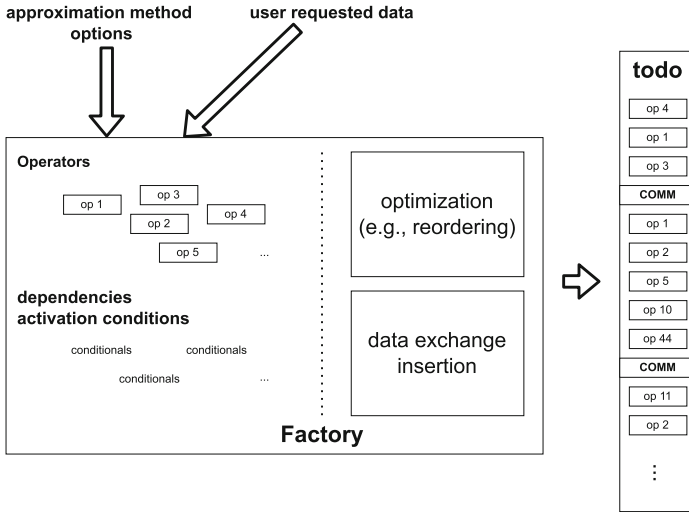 approximation method
options
user requested data
Operators
op 1
op 3
op 2
op 4
op 5
...
dependencies
activation conditions
conditionals
conditionals
conditionals
...
optimization
(e.g., reordering)
data exchange
insertion
Factory
todo
op 4
op 1
op 3
COMM
op 1
op 2
op 5
op 10
op 44
COMM
op 11
op 2
⋮